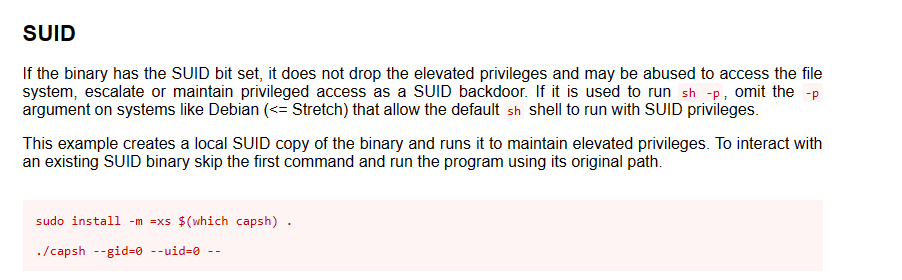 SUID
If the binary has the SUID bit set, it does not drop the elevated privileges and may be abused to access the file
system, escalate or maintain privileged access as a SUID backdoor. If it is used to run sh -p, omit the -p
argument on systems like Debian (<= Stretch) that allow the default sh shell to run with SUID privileges.
This example creates a local SUID copy of the binary and runs it to maintain elevated privileges. To interact with
an existing SUID binary skip the first command and run the program using its original path.
sudo install -m =xs $(which capsh) .
./capsh --gid=0 --uid=0 --